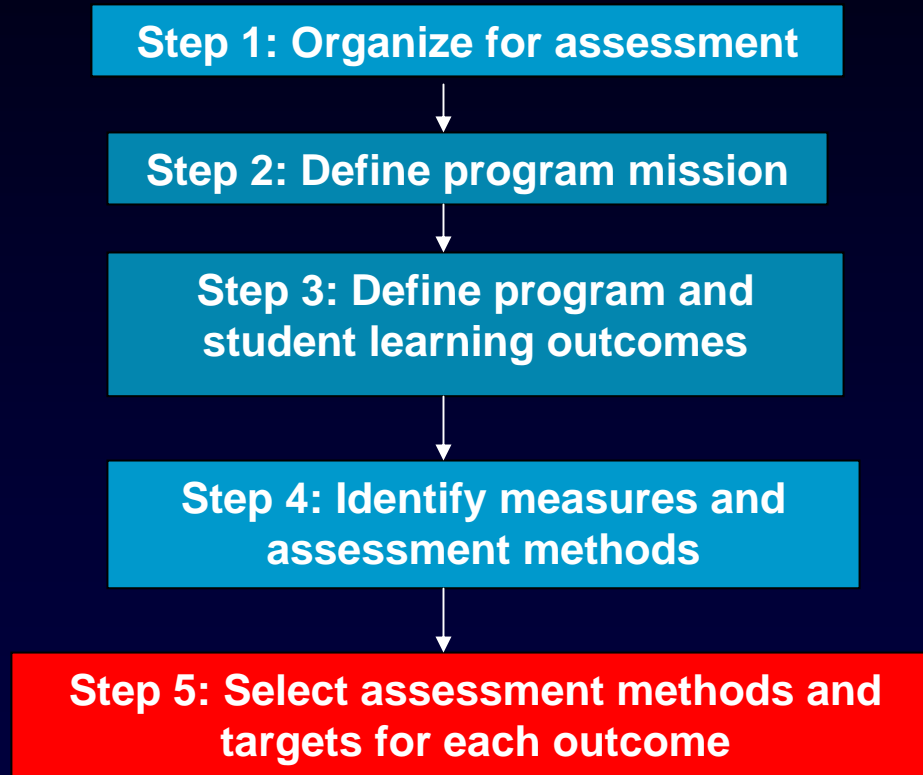 Step 1: Organize for assessment
Step 2: Define program mission
Step 3: Define program and
student learning outcomes
Step 4: Identify measures and
assessment methods
Step 5: Select assessment methods and
targets for each outcome